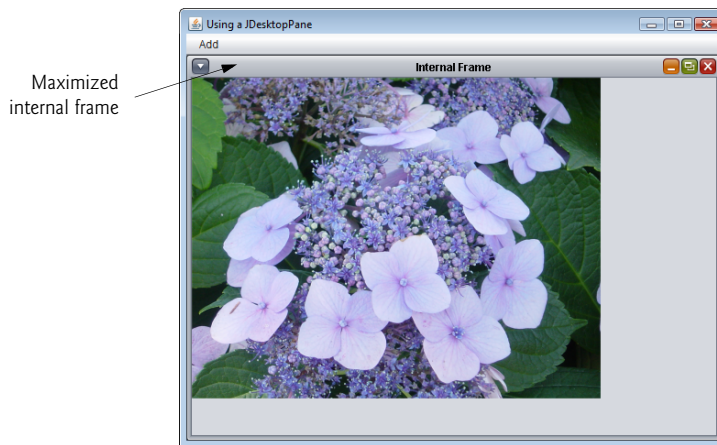 Using a JDesktopPane
Add
Internal Frame
Maximized
internal frame